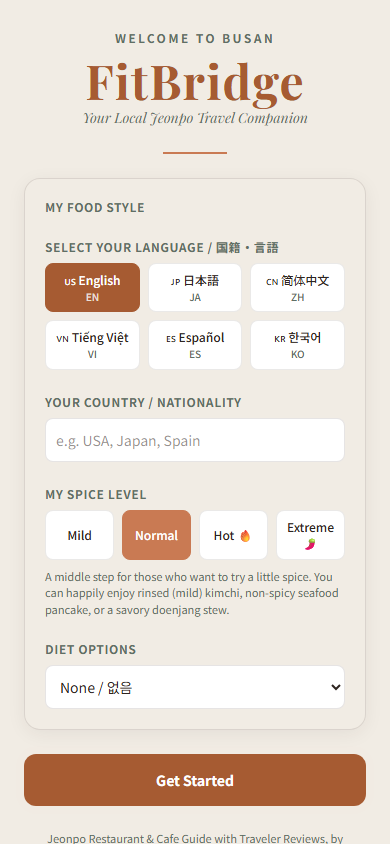 WELCOME TO BUSAN
FitBridge
Your Local Jeonpo Travel Companion
MY FOOD STYLE
SELECT YOUR LANGUAGE / 国籍・言語
US English
EN
JP 日本語
JA
CN 简体中文
ZH
VN Tiếng Việt
VI
ES Español
ES
KR 한국어
KO
YOUR COUNTRY / NATIONALITY
e.g. USA, Japan, Spain
MY SPICE LEVEL
Mild
Normal
Hot 🔥
Extreme
🌶️
A middle step for those who want to try a little spice. You
can happily enjoy rinsed (mild) kimchi, non-spicy seafood
pancake, or a savory doenjang stew.
DIET OPTIONS
None / 없음
Get Started
Jeonpo Restaurant & Cafe Guide with Traveler Reviews, by